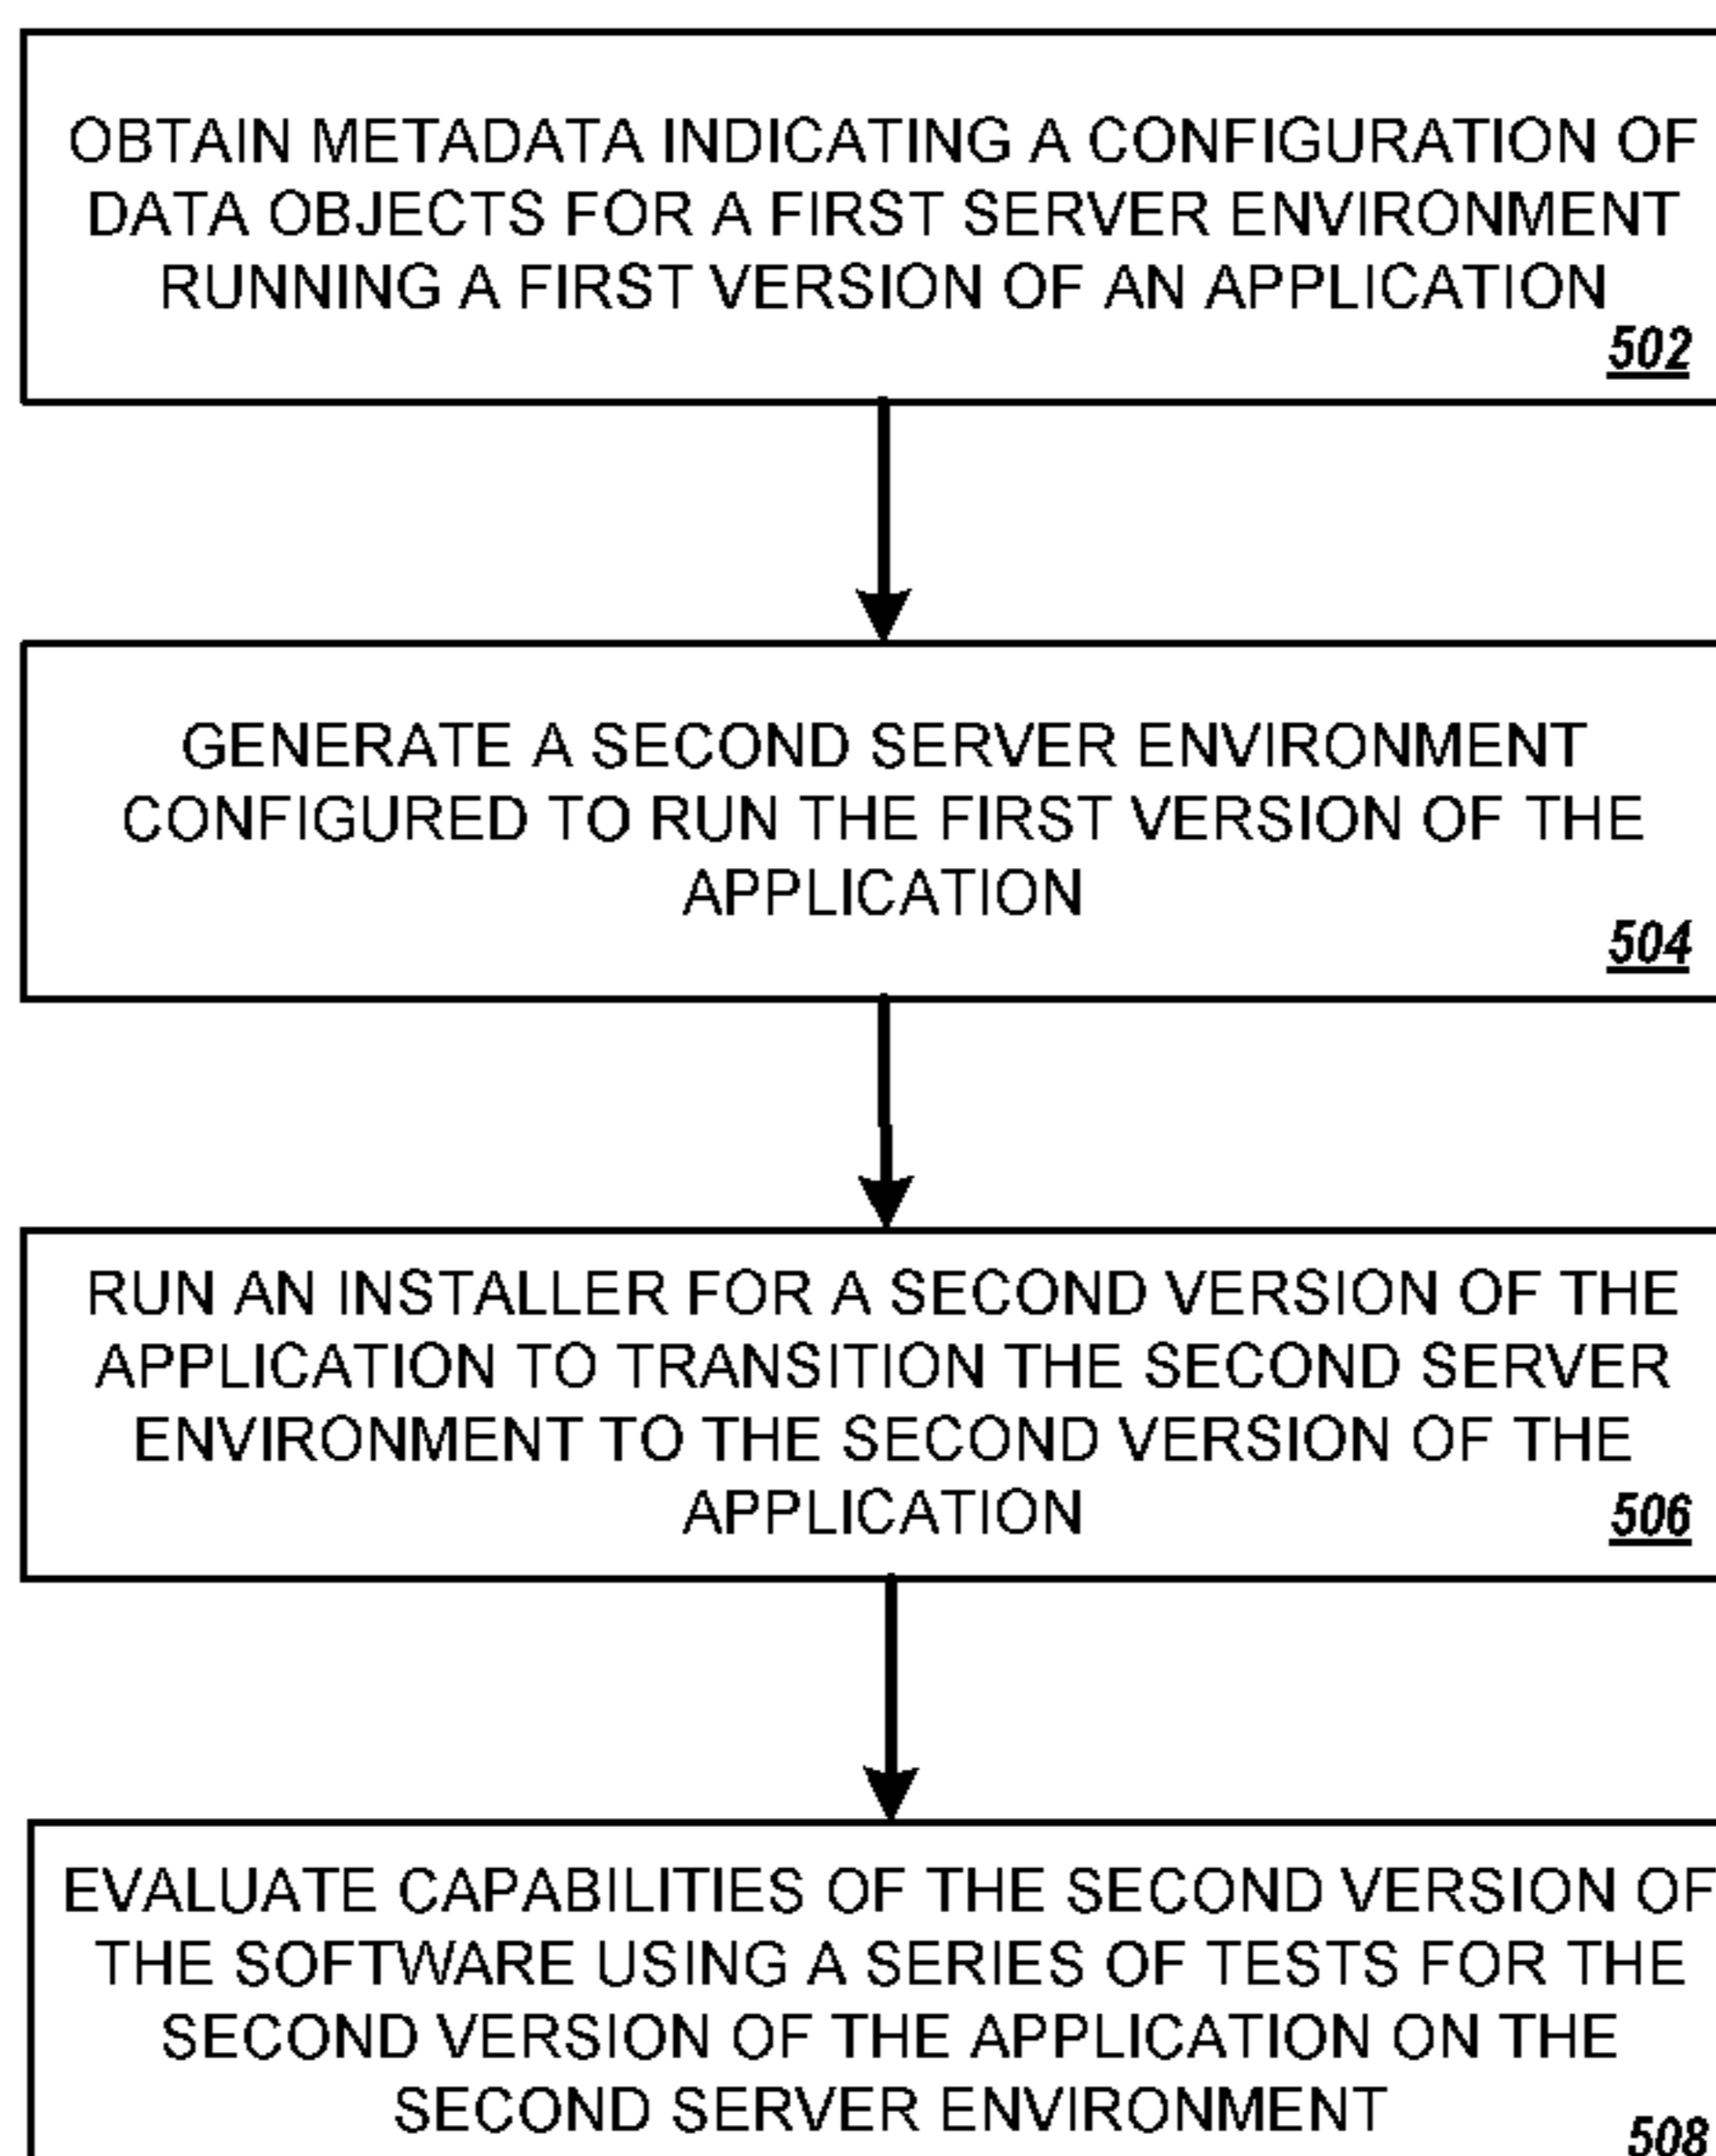 OBTAIN METADATA INDICATING A CONFIGURATION OF
DATA OBJECTS FOR A FIRST SERVER ENVIRONMENT
RUNNING A FIRST VERSION OF AN APPLICATION
502
GENERATE A SECOND SERVER ENVIRONMENT
CONFIGURED TO RUN THE FIRST VERSION OF THE
APPLICATION
504
RUN AN INSTALLER FOR A SECOND VERSION OF THE
APPLICATION TO TRANSITION THE SECOND SERVER
ENVIRONMENT TO THE SECOND VERSION OF THE
APPLICATION
506
EVALUATE CAPABILITIES OF THE SECOND VERSION OF
THE SOFTWARE USING A SERIES OF TESTS FOR THE
SECOND VERSION OF THE APPLICATION ON THE
SECOND SERVER ENVIRONMENT
508